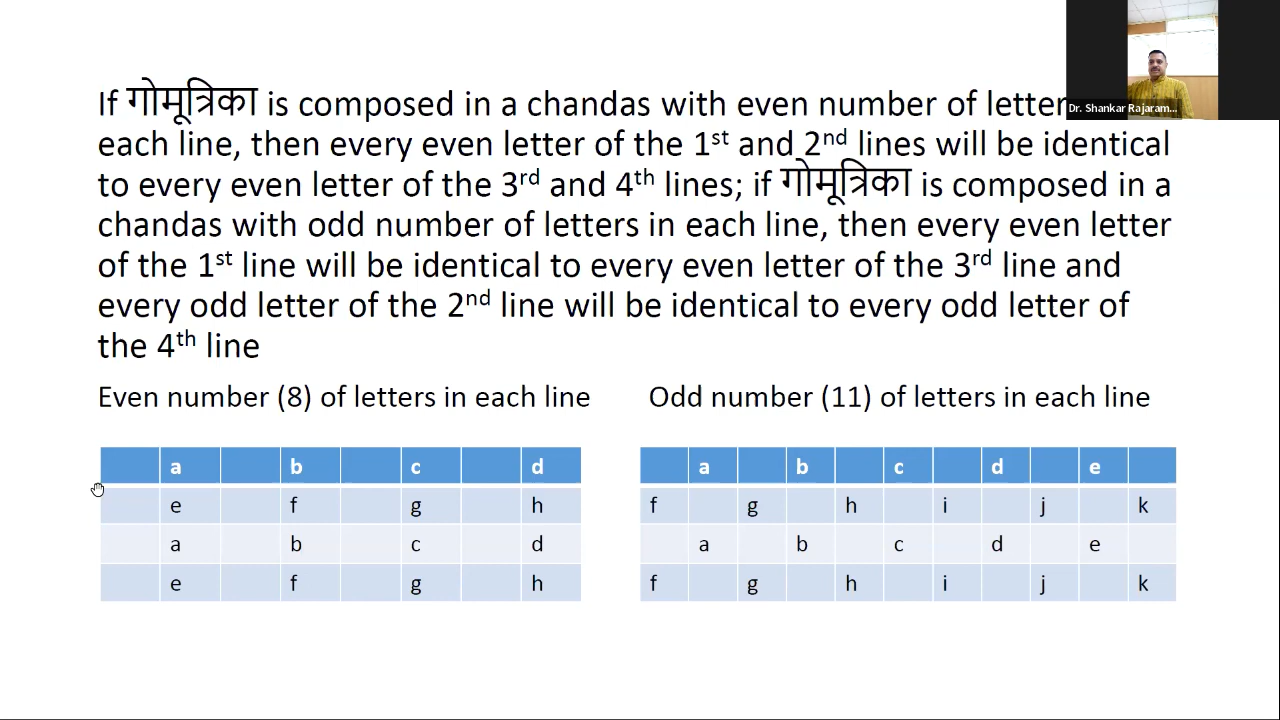 If गोमूत्रिका is composed in a chandas with even number of letter
Dr. Shankar Rajaram...
each line, then every even letter of the 1st and 2nd lines will be identical
to every even letter of the 3rd and 4th lines; if गोमूत्रिका is composed in a
chandas with odd number of letters in each line, then every even letter
of the 1st line will be identical to every even letter of the 3rd line and
every odd letter of the 2nd line will be identical to every odd letter of
the 4th line
Even number (8) of letters in each line
a b c d
e f g h
a b c d
e f g h
Odd number (11) of letters in each line
a b c d e
f g h i j k
a b c d e
f g h i j k